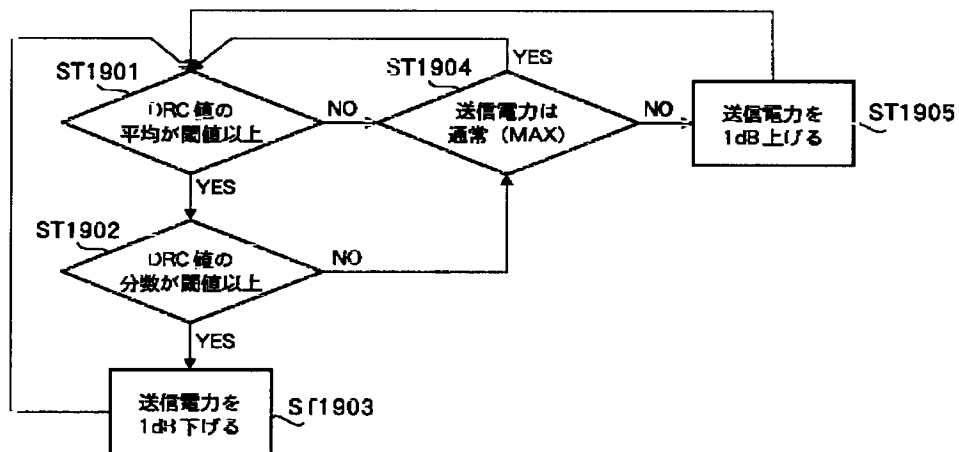 ST1901
DRC値の
平均が閾値以上
YES
NO
ST1904
送信電力は
通常（MAX）
YES
NO
送信電力を
1dB上げる
ST1905
ST1902
DRC値の
分数が閾値以上
NO
YES
送信電力を
1dB下げる
ST1903